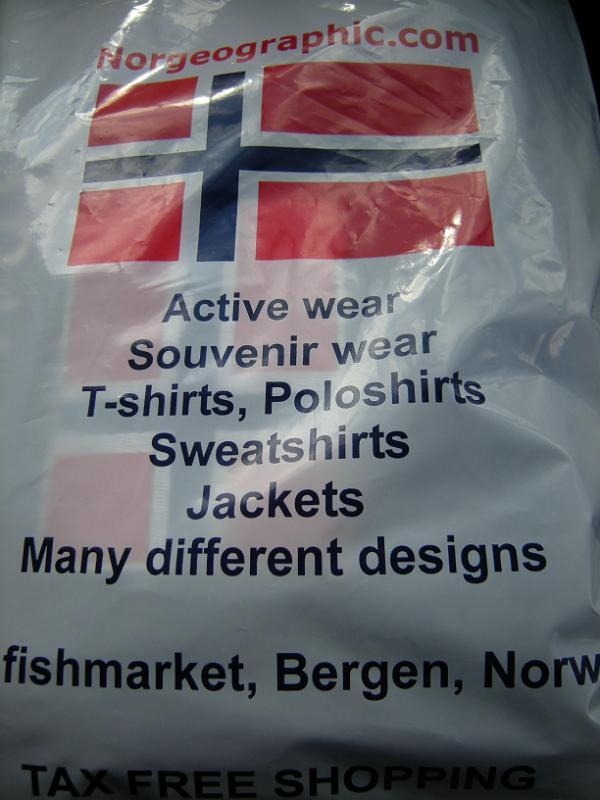 Norgeographic.com
Active wear
Souvenir wear
T-shirts, Poloshirts
Sweatshirts
Jackets
Many different designs
fishmarket, Bergen, Norw
TAX FREE SHOPPING